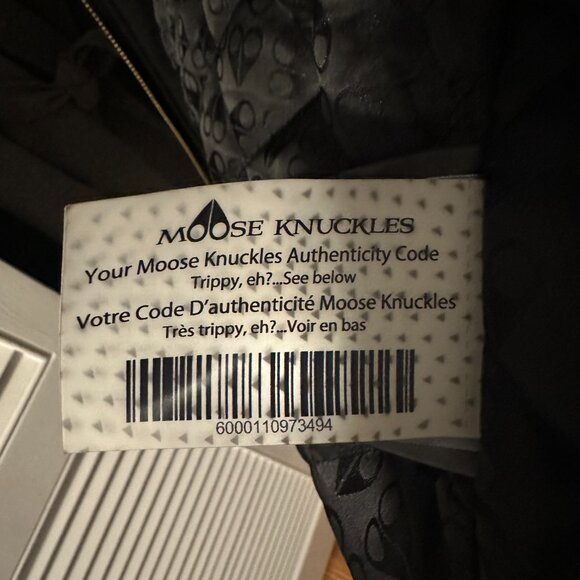 MOOSE KNUCKLES
Your Moose Knuckles Authenticity Code
Trippy, eh?...See below
Votre Code D'authenticité Moose Knuckles
Très trippy, eh?...Voir en bas
6000110973494